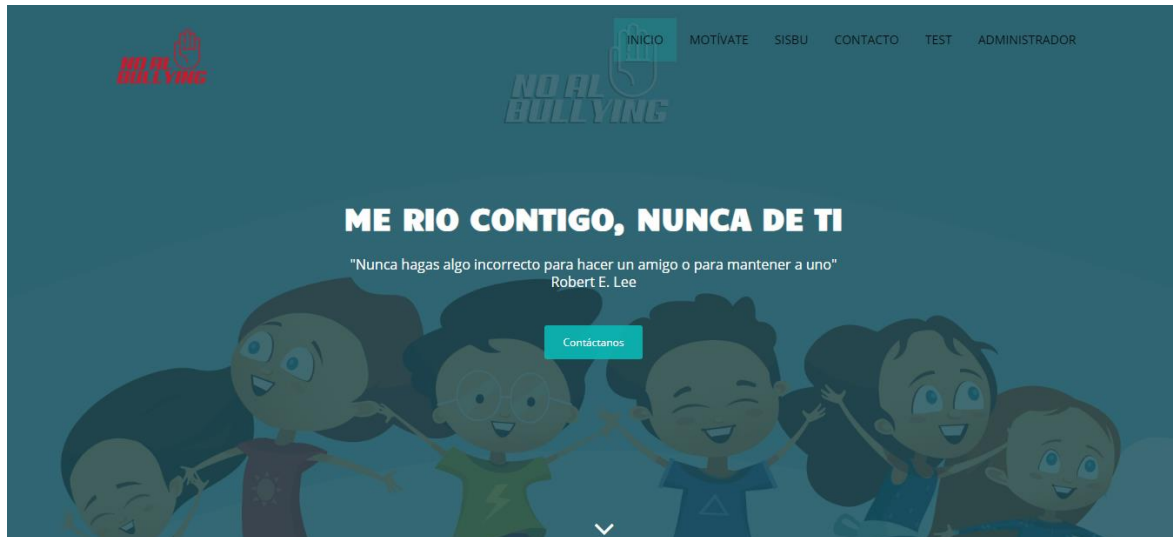 NO AL
BULLYING
INICIO MOTÍVATE SISBU CONTACTO TEST ADMINISTRADOR
NO AL
BULLYING
ME RIO CONTIGO, NUNCA DE TI
"Nunca hagas algo incorrecto para hacer un amigo o para mantener a uno"
Robert E. Lee
Contáctanos